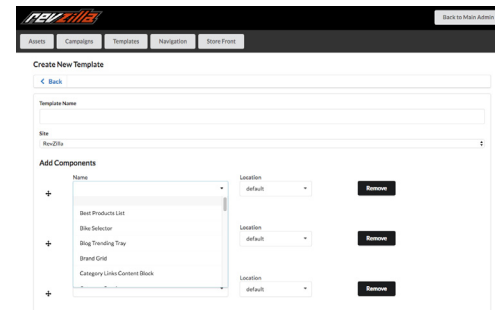 revzilla
Back to Main Admin
Assets Campaigns Templates Navigation Store Front
Create New Template
Back
Template Name
Site
RevZilla
Add Components
Name Location
default Remove
Best Products List
Bike Selector Location
Blog Trending Tray default Remove
Brand Grid
Category Links Content Block Location
default Remove